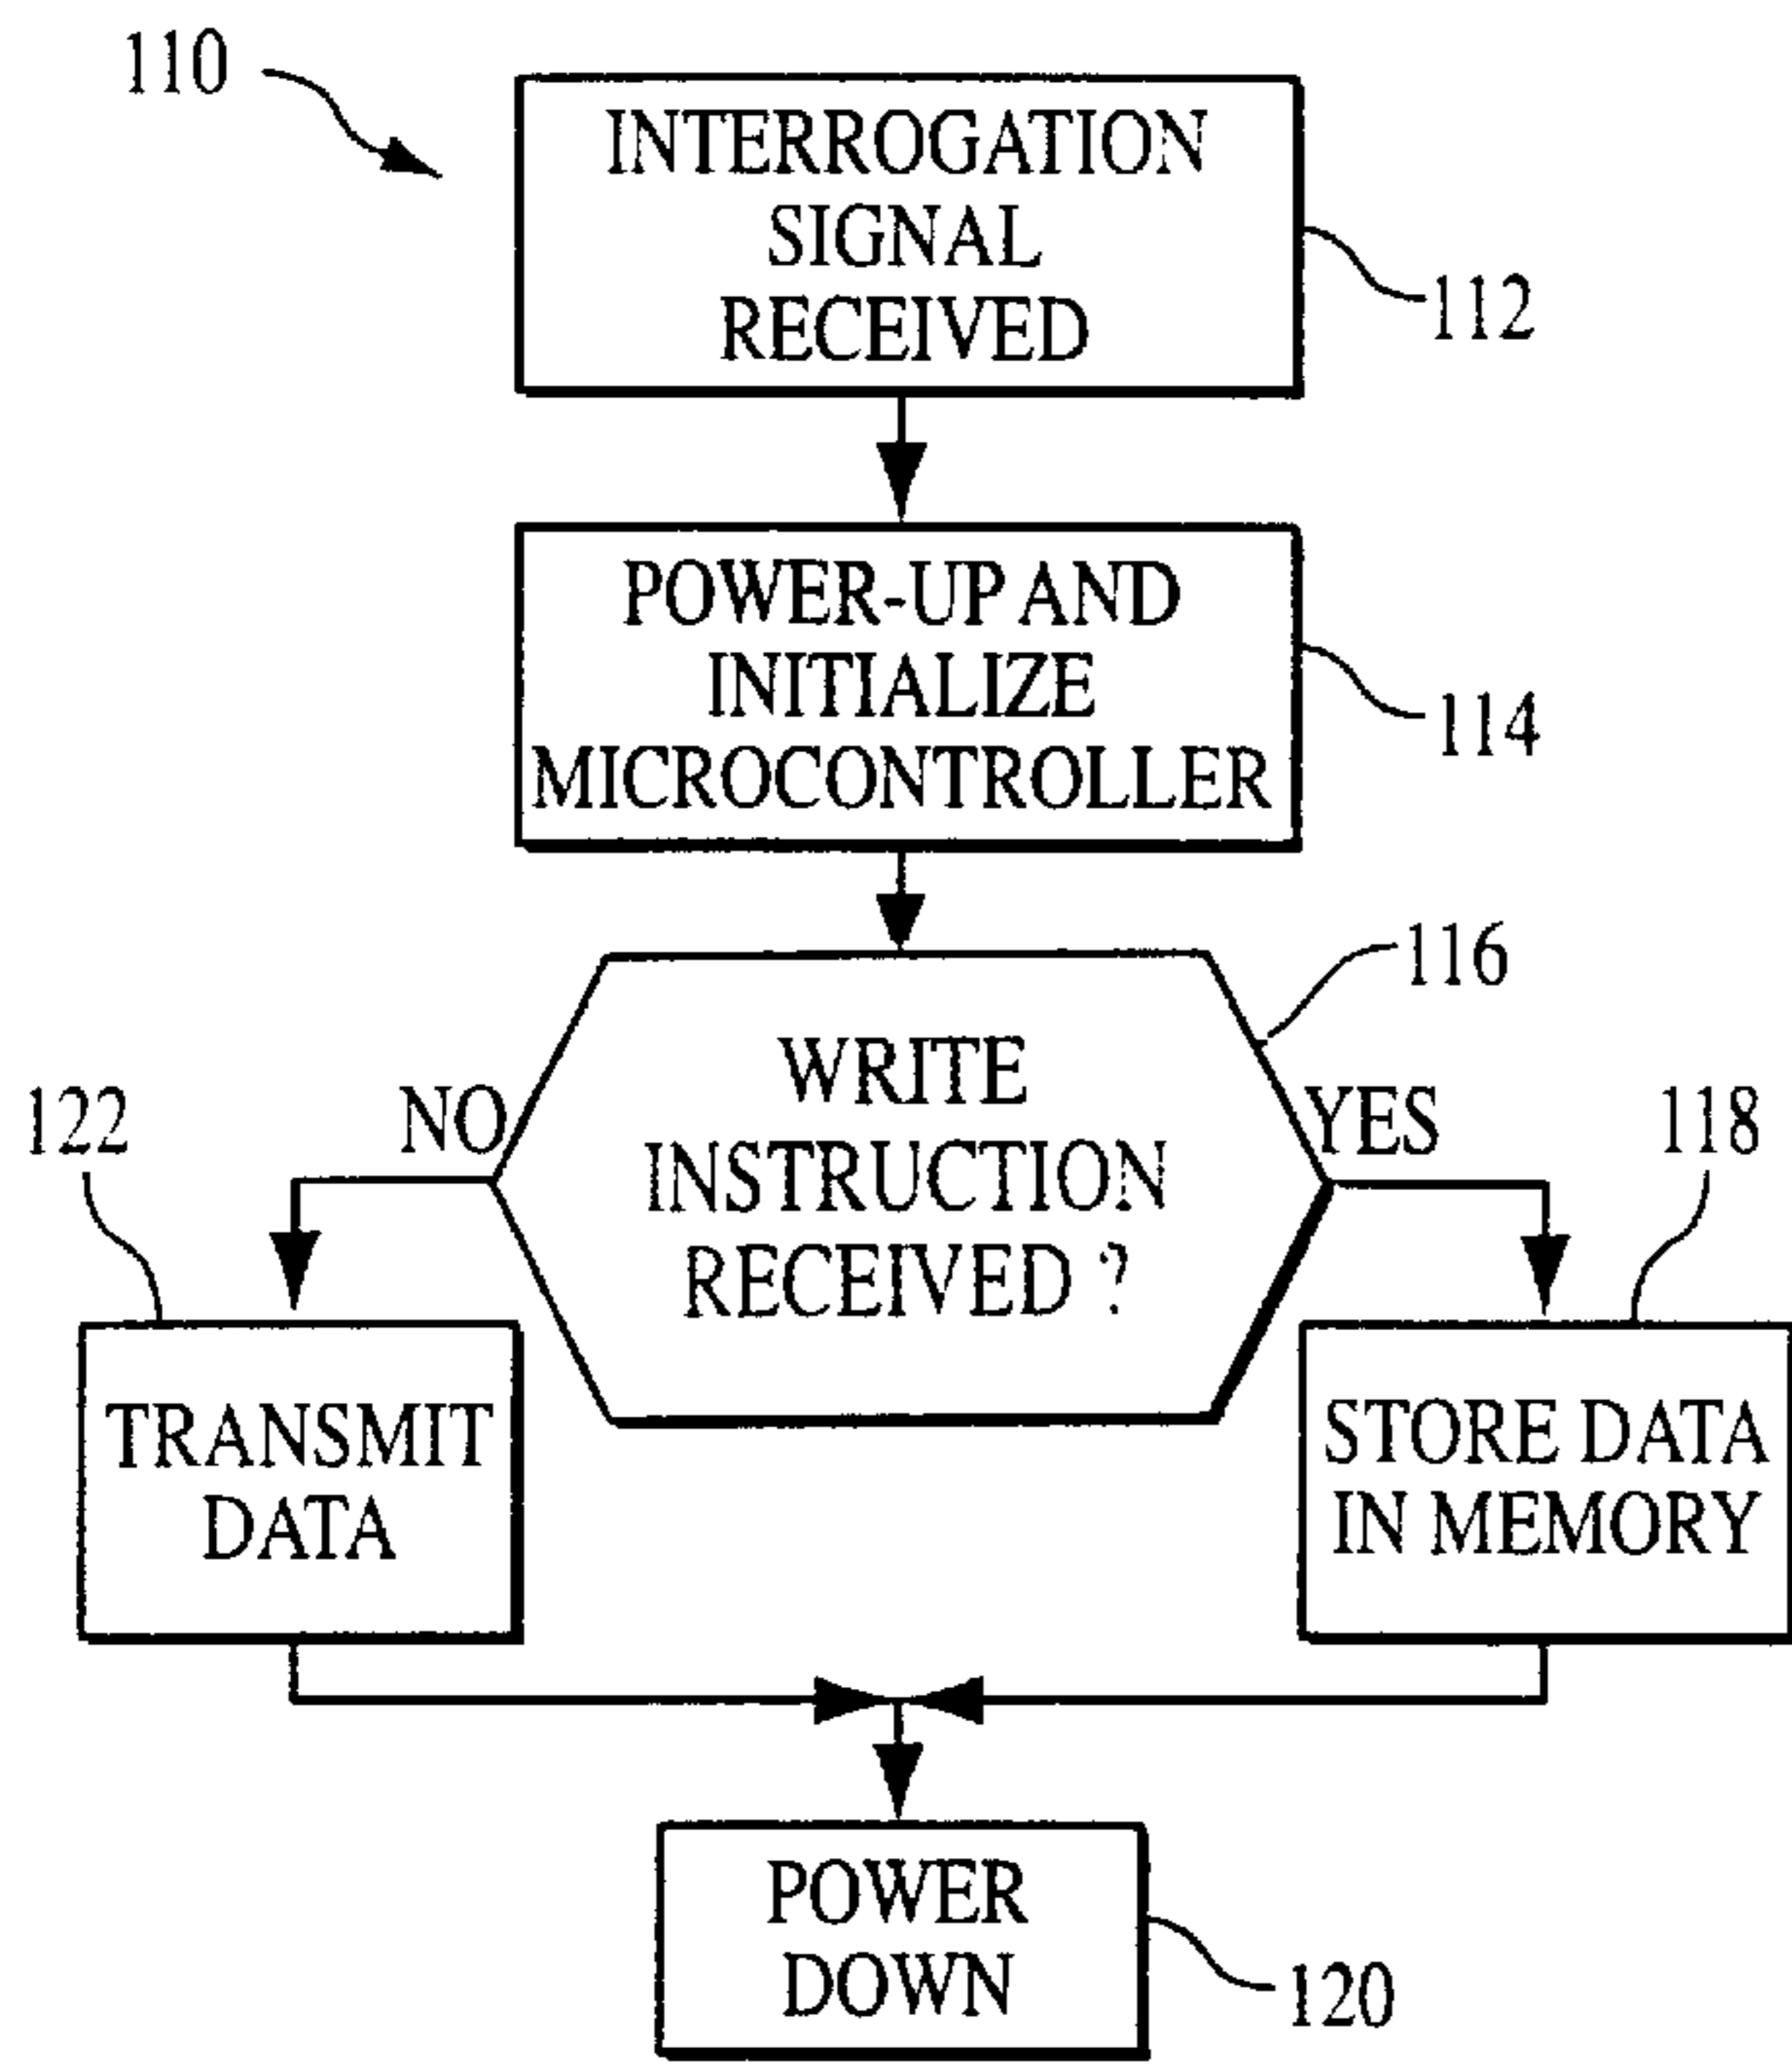 110
INTERROGATION
SIGNAL
RECEIVED
112
POWER-UP AND
INITIALIZE
MICROCONTROLLER
114
116
WRITE
INSTRUCTION
RECEIVED ?
NO
YES
122
118
TRANSMIT
DATA
STORE DATA
IN MEMORY
POWER
DOWN
120